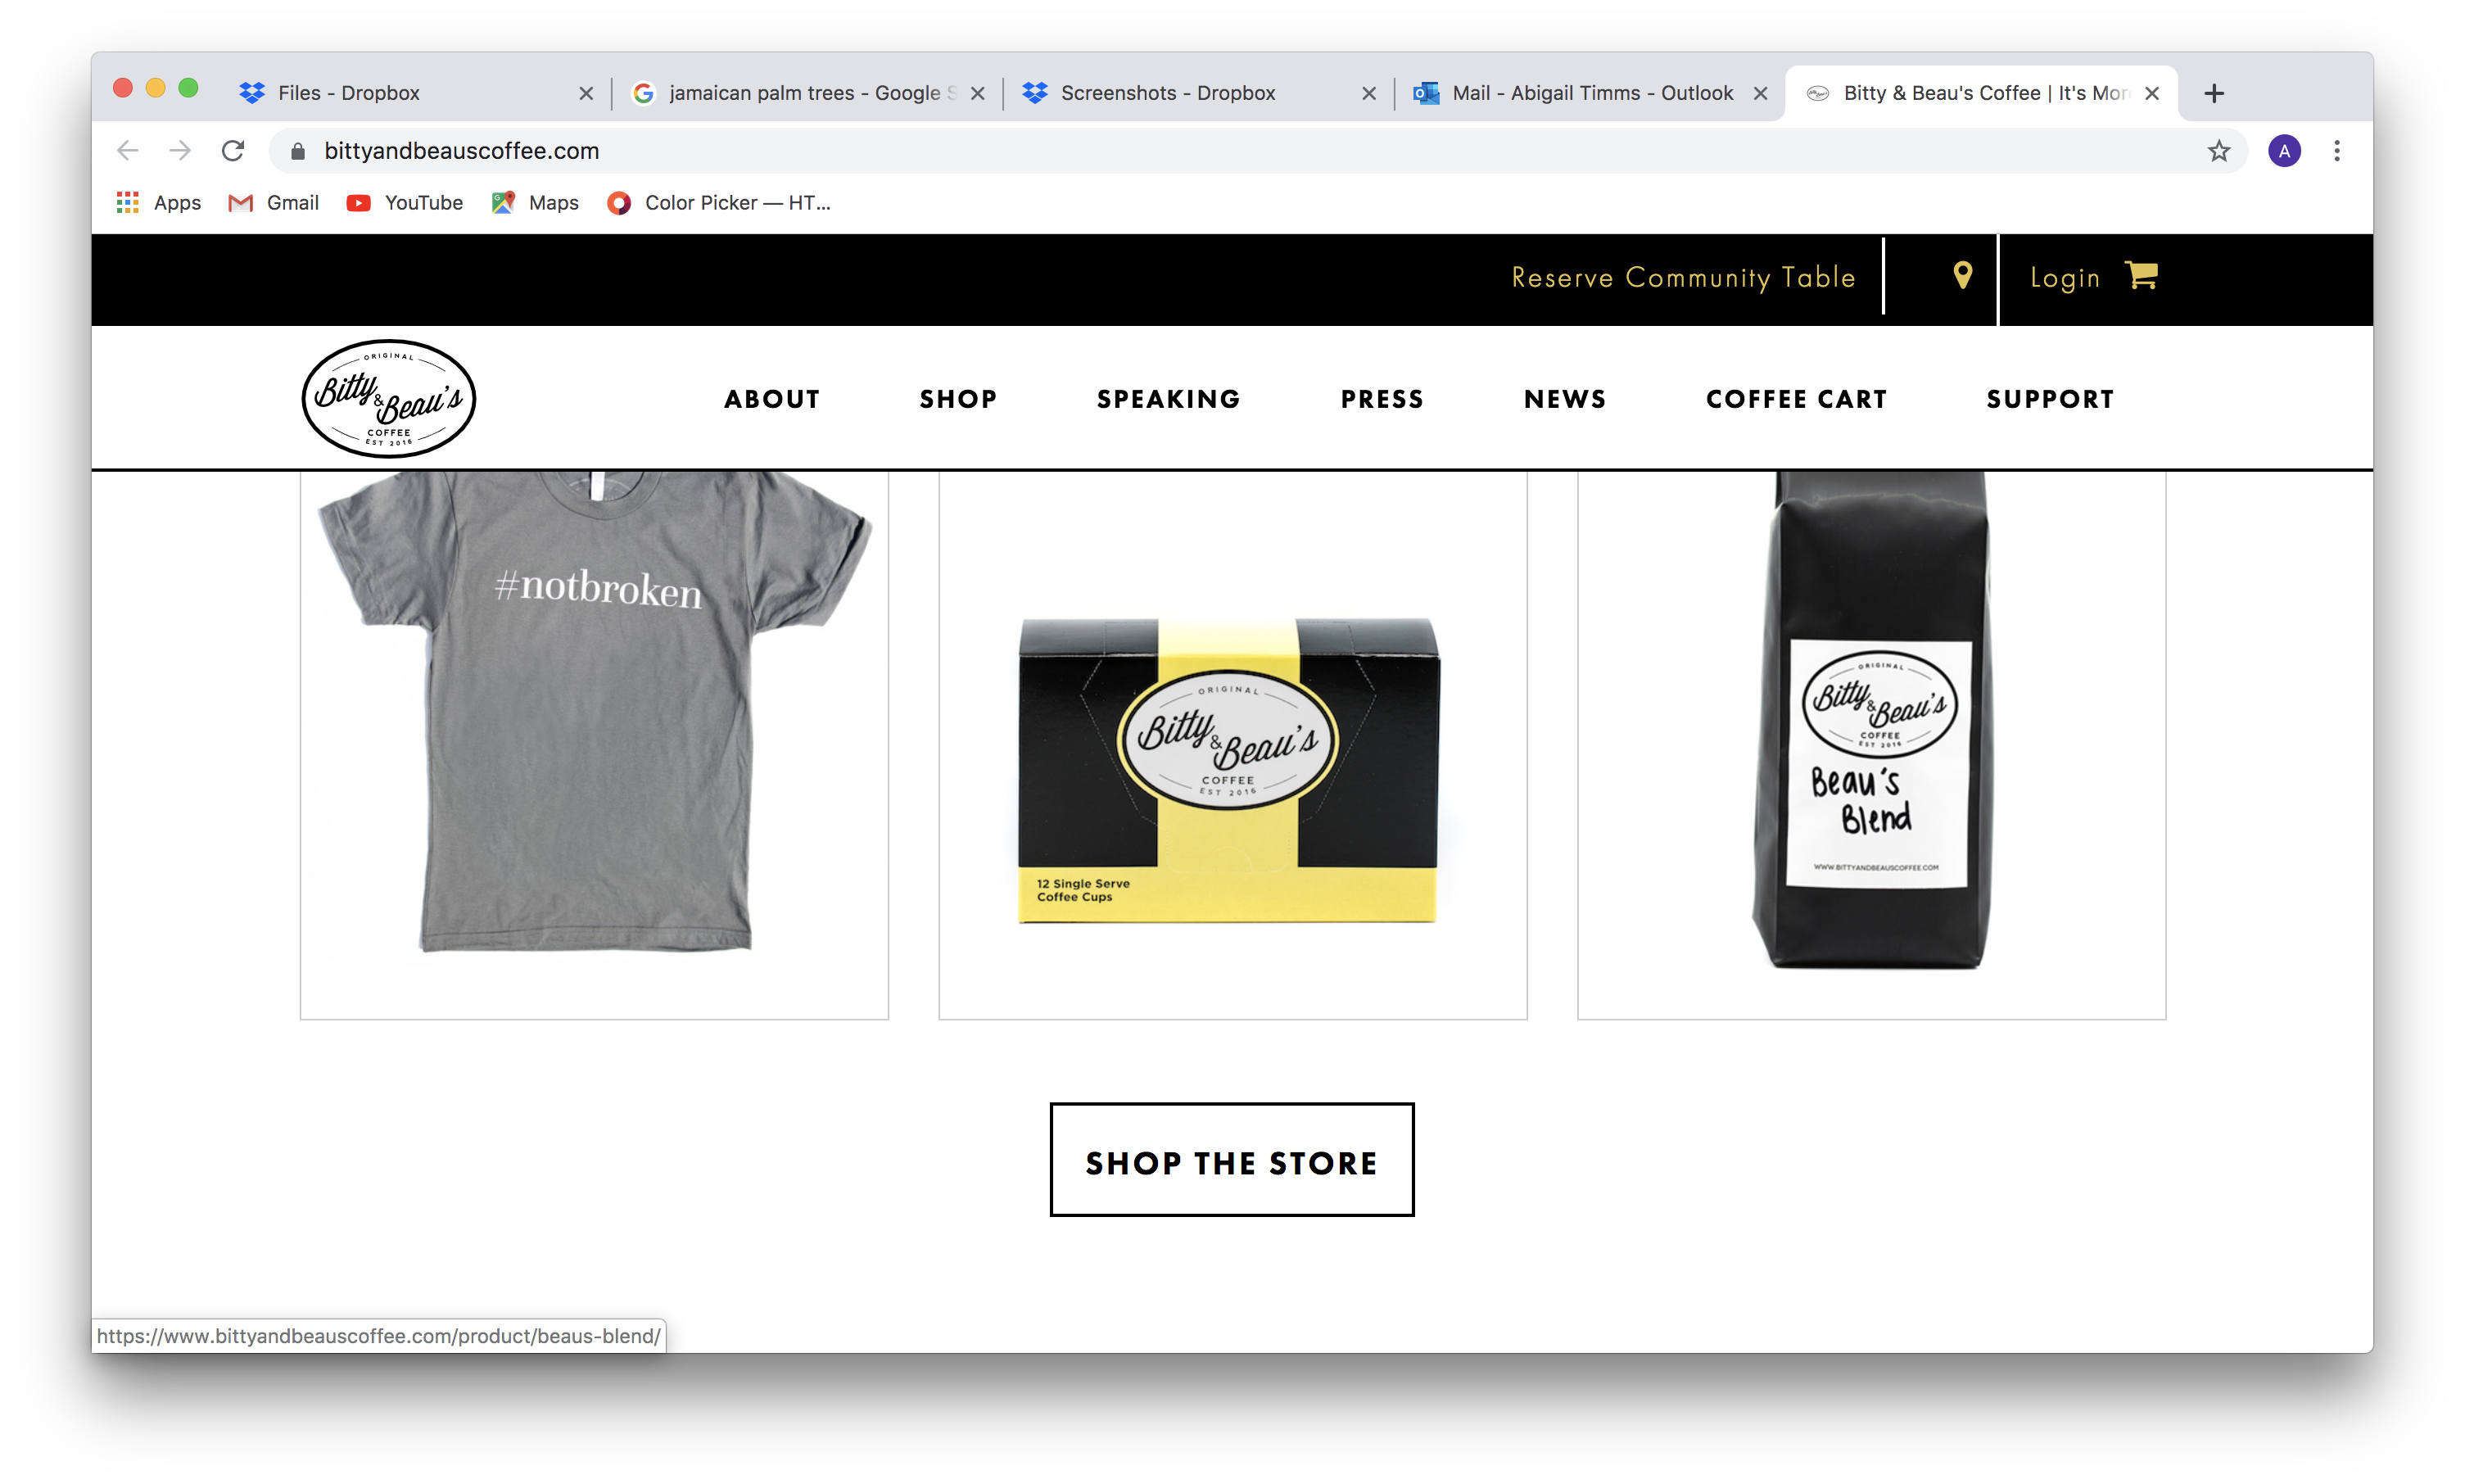 Files - Dropbox
jamaican palm trees - Google S
Screenshots - Dropbox
Mail - Abigail Timms - Outlook
Bitty & Beau's Coffee | It's Mor
bittyandbeauscoffee.com
A
Apps
Gmail
YouTube
Maps
Color Picker — HT...
Reserve Community Table
Login
ORIGINAL
Bitty & Beau's
COFFEE
EST 2016
ABOUT
SHOP
SPEAKING
PRESS
NEWS
COFFEE CART
SUPPORT
#notbroken
ORIGINAL
Bitty & Beau's
COFFEE
EST 2016
12 Single Serve
Coffee Cups
ORIGINAL
Bitty & Beau's
COFFEE
EST 2016
Beau's
Blend
WWW.BITTYANDBEAUSCOFFEE.COM
SHOP THE STORE
https://www.bittyandbeauscoffee.com/product/beaus-blend/